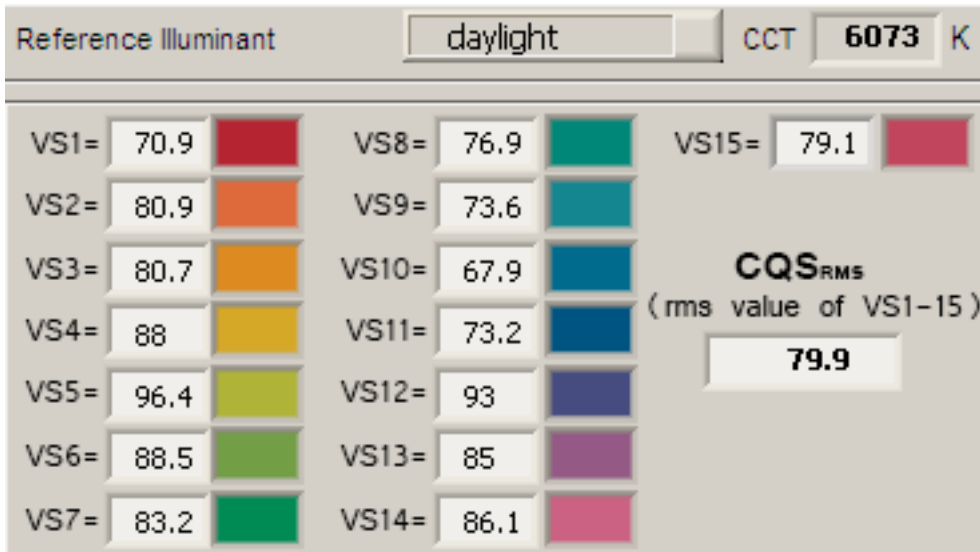 Reference Illuminant daylight CCT 6073 K
VS1= 70.9 VS8= 76.9 VS15= 79.1
VS2= 80.9 VS9= 73.6
VS3= 80.7 VS10= 67.9 CQSRMS
VS4= 88 VS11= 73.2 (rms value of VS1-15)
VS5= 96.4 VS12= 93 79.9
VS6= 88.5 VS13= 85
VS7= 83.2 VS14= 86.1